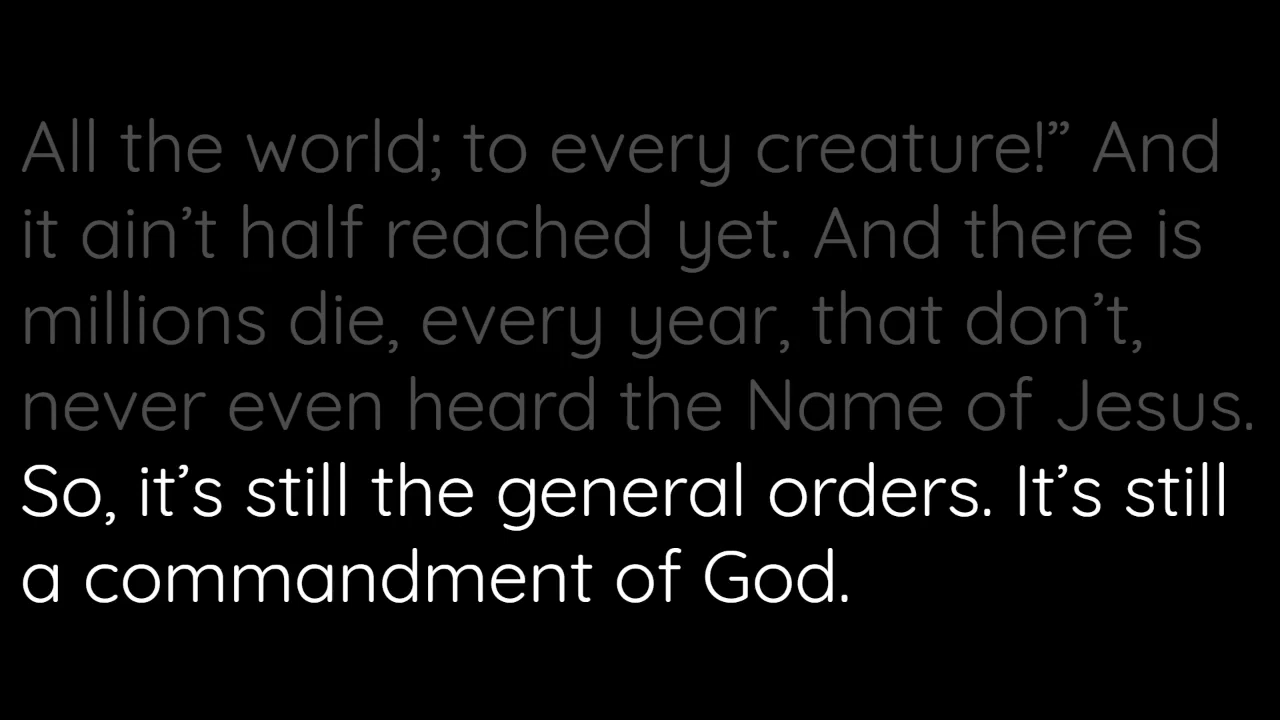 All the world; to every creature!” And
it ain’t half reached yet. And there is
millions die, every year, that don’t,
never even heard the Name of Jesus.
So, it’s still the general orders. It’s still
a commandment of God.